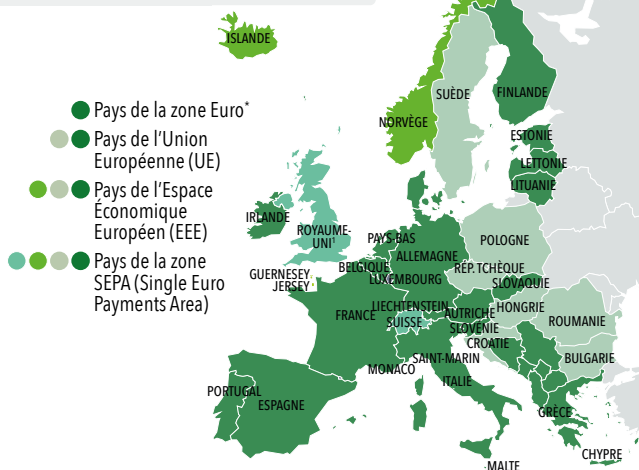 ISLANDE
Pays de la zone Euro*
Pays de l'Union
Européenne (UE)
Pays de l'Espace
Économique
Européen (EEE)
Pays de la zone
SEPA (Single Euro
Payments Area)
SUÈDE
FINLANDE
NORVÈGE
ESTONIE
LETTONIE
LITUANIE
IRLANDE
ROYAUME-
UNI¹
PAYS-BAS
POLOGNE
ALLEMAGNE
BELGIQUE
RÉP. TCHÈQUE
GUERNESEY
JERSEY
LUXEMBOURG
SLOVAQUIE
LIECHTENSTEIN
HONGRIE
FRANCE
AUTRICHE
SUISSE
ROUMANIE
SLOVÉNIE
CROATIE
SAINT-MARIN
BULGARIE
MONACO
ITALIE
PORTUGAL
ESPAGNE
GRÈCE
CHYPRE
MALTE